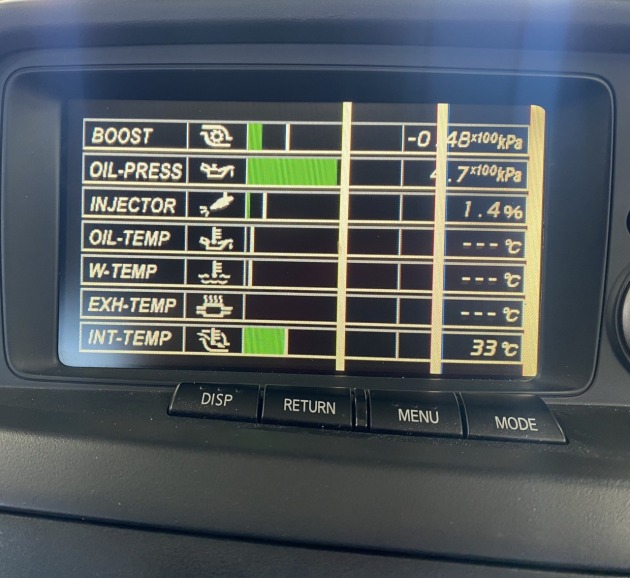 BOOST -0.48x100kPa
OIL-PRESS 4.7x100kPa
INJECTOR 1.4%
OIL-TEMP ---°C
W-TEMP ---°C
EXH-TEMP ---°C
INT-TEMP 33°C
DISP RETURN MENU MODE